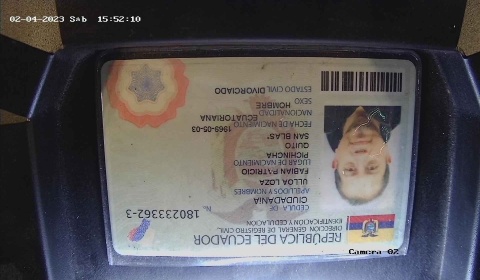 02-04-2023 Sab 15:52:10
REPÚBLICA DEL ECUADOR
DIRECCIÓN GENERAL DE REGISTRO CIVIL
IDENTIFICACIÓN Y CEDULACIÓN
CÉDULA DE
CIUDADANÍA
No. 180233362-3
APELLIDOS Y NOMBRES
ULLOA LOZA
FABIAN PATRICIO
LUGAR DE NACIMIENTO
PICHINCHA
QUITO
SAN BLAS
FECHA DE NACIMIENTO 1969-05-03
NACIONALIDAD ECUATORIANA
SEXO HOMBRE
ESTADO CIVIL DIVORCIADO
Camera 02